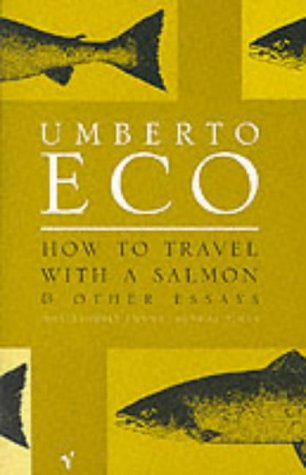 UMBERTO
ECO
HOW TO TRAVEL
WITH A SALMON
& OTHER ESSAYS